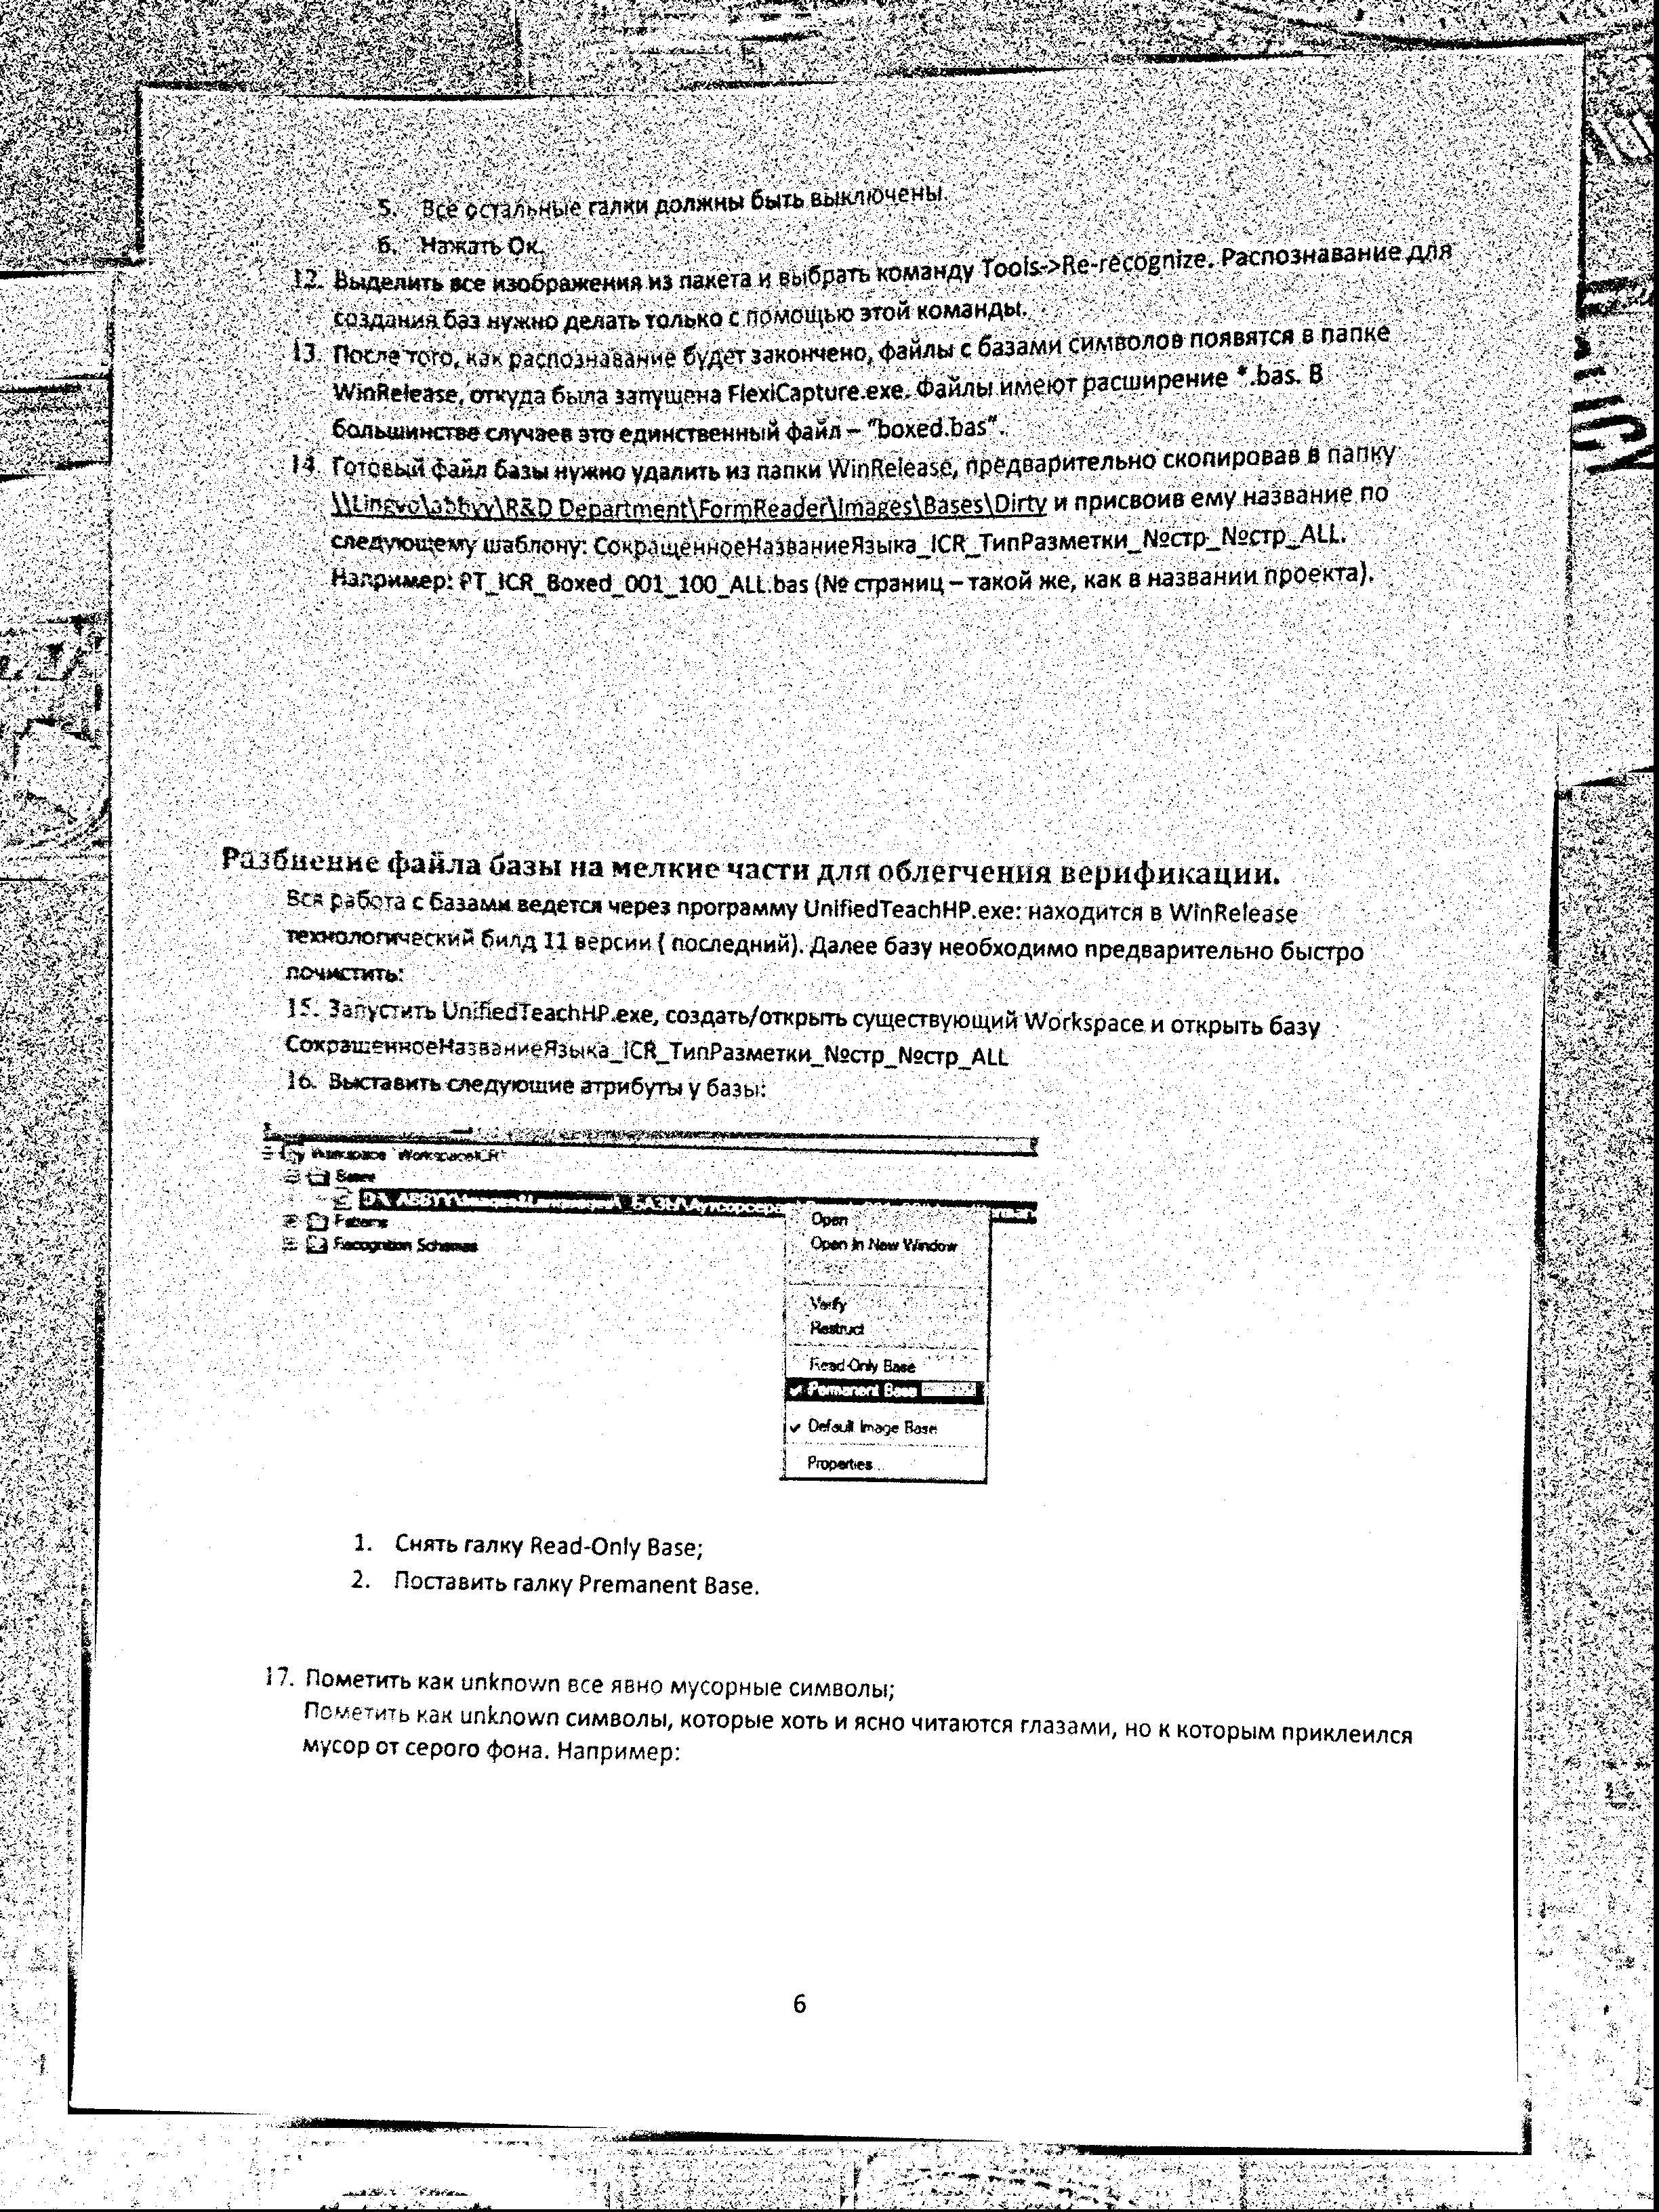 5. Все остальные галки должны быть выключены.
6. Нажать Ок.
12. Выделить все изображения из пакета и выбрать команду Tools->Re-recognize. Распознавание для
создания баз нужно делать только с помощью этой команды.
13. После того, как распознавание будет закончено, файлы с базами символов появятся в папке
WinRelease, откуда была запущена FlexiCapture.exe. Файлы имеют расширение *.bas. В
большинстве случаев это единственный файл – "boxed.bas".
14. Готовый файл базы нужно удалить из папки WinRelease, предварительно скопировав в папку
\\Lingvo\abbyy\R&D Department\FormReader\Images\Bases\Dirty и присвоив ему название по
следующему шаблону: СокращенноеНазваниеЯзыка_ICR_ТипРазметки_№стр_№стр_ALL.
Например: PT_ICR_Boxed_001_100_ALL.bas (№ страниц – такой же, как в названии проекта).
Разбиение файла базы на мелкие части для облегчения верификации.
Вся работа с базами ведется через программу UnifiedTeachHP.exe: находится в WinRelease
технологический билд 11 версии ( последний). Далее базу необходимо предварительно быстро
почистить:
15. Запустить UnifiedTeachHP.exe, создать/открыть существующий Workspace и открыть базу
СокращенноеНазваниеЯзыка_ICR_ТипРазметки_№стр_№стр_ALL
16. Выставить следующие атрибуты у базы:
Workspace 'WorkspaceICR'
Bases
Patterns
Recognition Schemas
Open
Open in New Window
Verify
Restruct
Read-Only Base
Permanent Base
Default Image Base
Properties...
1. Снять галку Read-Only Base;
2. Поставить галку Premanent Base.
17. Пометить как unknown все явно мусорные символы;
Пометить как unknown символы, которые хоть и ясно читаются глазами, но к которым приклеился
мусор от серого фона. Например:
6